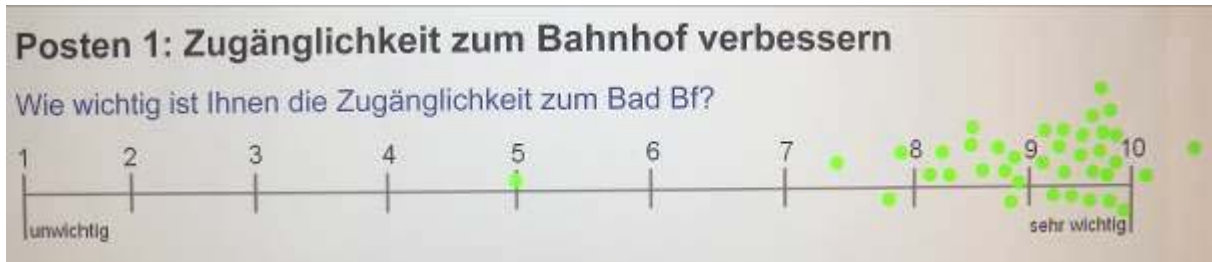 Posten 1: Zugänglichkeit zum Bahnhof verbessern
Wie wichtig ist Ihnen die Zugänglichkeit zum Bad Bf?
1 2 3 4 5 6 7 8 9 10
unwichtig sehr wichtig